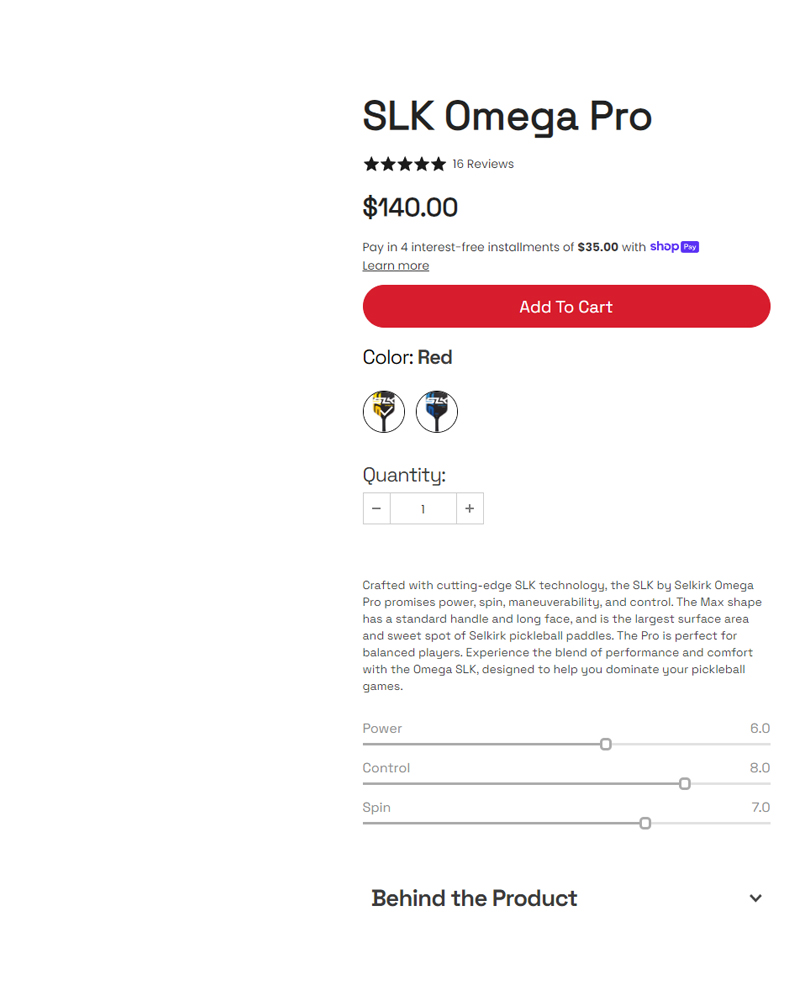 SLK Omega Pro
16 Reviews
$140.00
Pay in 4 interest-free installments of $35.00 with shop Pay
Learn more
Add To Cart
Color: Red
SLK SLK
Quantity:
− 1 +
Crafted with cutting-edge SLK technology, the SLK by Selkirk Omega
Pro promises power, spin, maneuverability, and control. The Max shape
has a standard handle and long face, and is the largest surface area
and sweet spot of Selkirk pickleball paddles. The Pro is perfect for
balanced players. Experience the blend of performance and comfort
with the Omega SLK, designed to help you dominate your pickleball
games.
Power 6.0
Control 8.0
Spin 7.0
Behind the Product